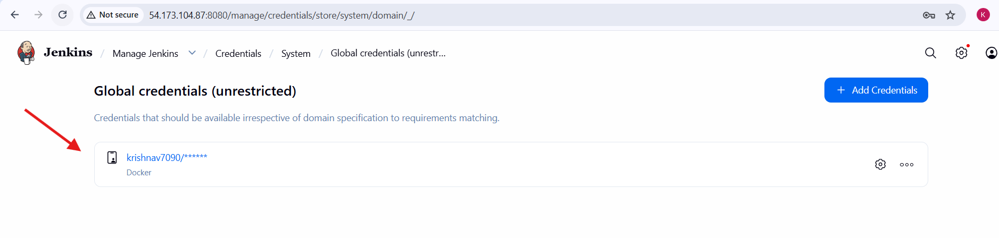 Not secure 54.173.104.87:8080/manage/credentials/store/system/domain/_/
K
Jenkins / Manage Jenkins / Credentials / System / Global credentials (unrestr...
Global credentials (unrestricted)
+ Add Credentials
Credentials that should be available irrespective of domain specification to requirements matching.
krishnav7090/******
Docker